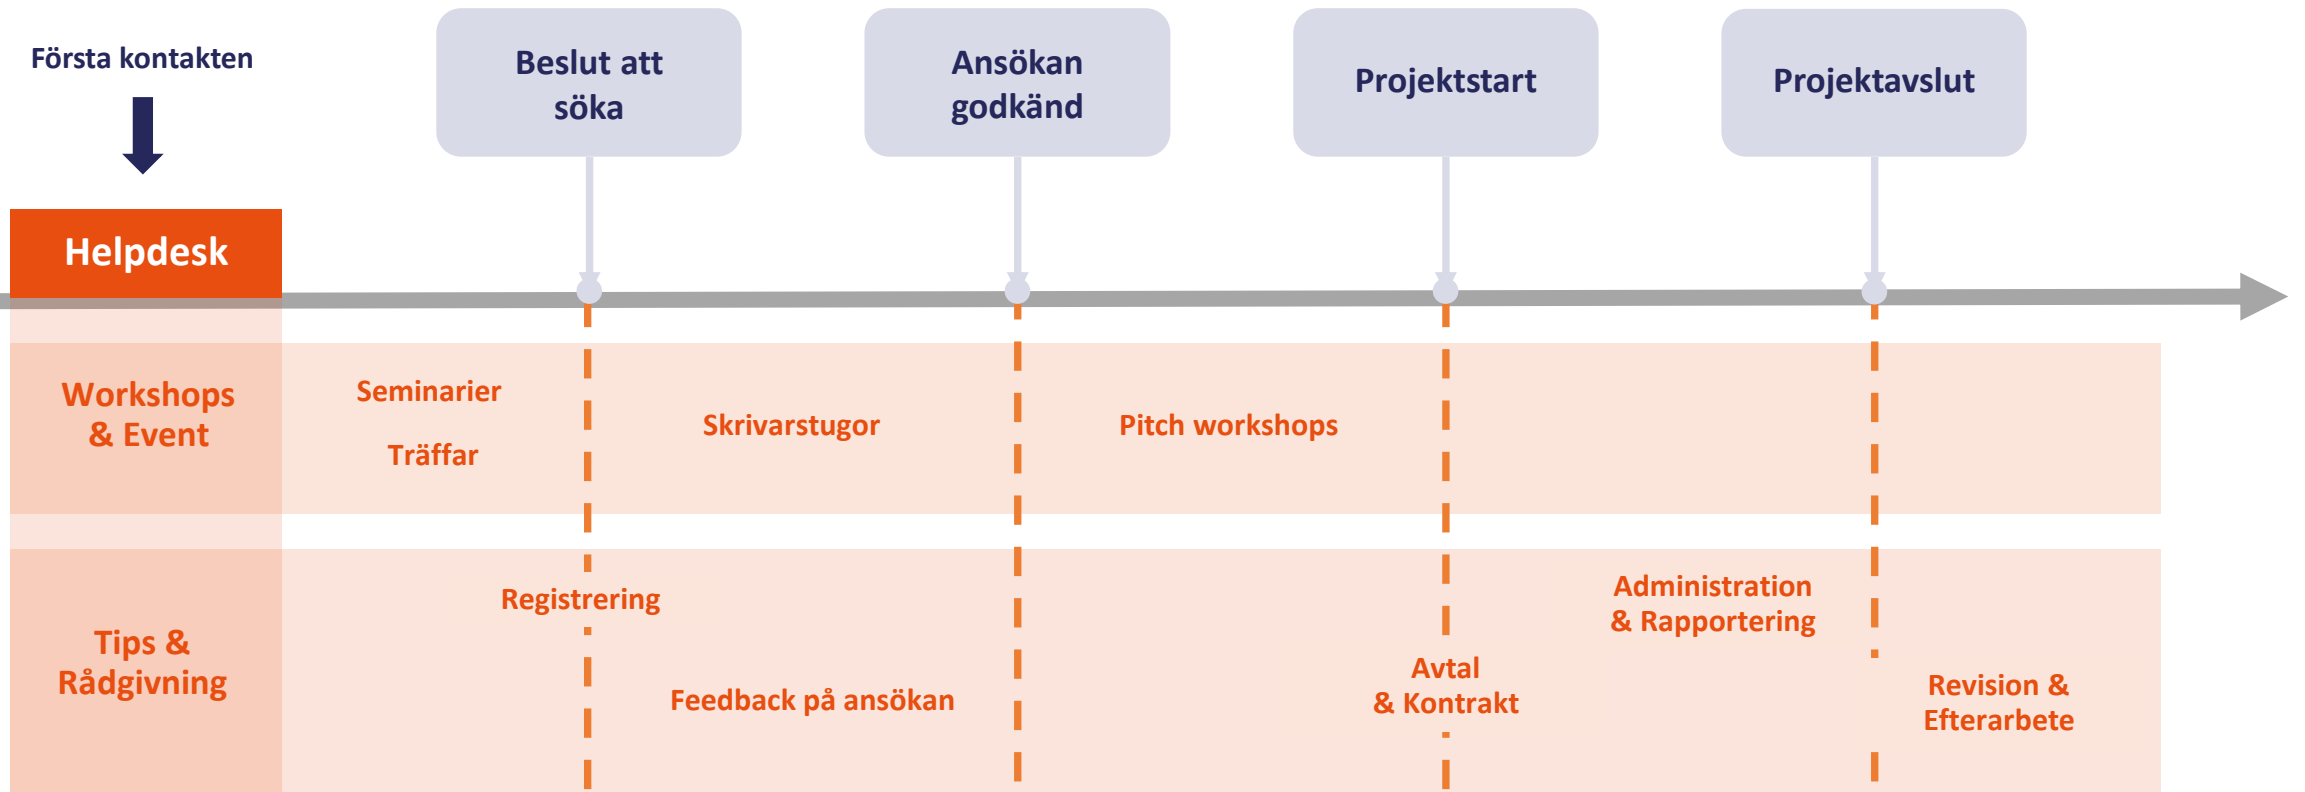 Första kontakten
Beslut att
söka
Ansökan
godkänd
Projektstart
Projektavslut
Helpdesk
Workshops
& Event
Seminarier
Träffar
Skrivarstugor
Pitch workshops
Tips &
Rådgivning
Registrering
Feedback på ansökan
Avtal
& Kontrakt
Administration
& Rapportering
Revision &
Efterarbete